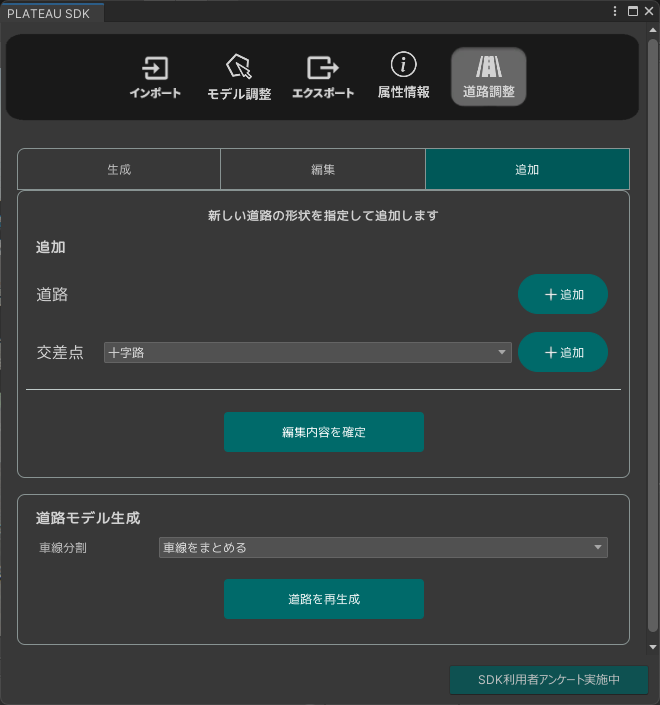 PLATEAU SDK
インポート
モデル調整
エクスポート
属性情報
道路調整
生成
編集
追加
新しい道路の形状を指定して追加します
追加
道路
＋追加
交差点
十字路
＋追加
編集内容を確定
道路モデル生成
車線分割
車線をまとめる
道路を再生成
SDK利用者アンケート実施中